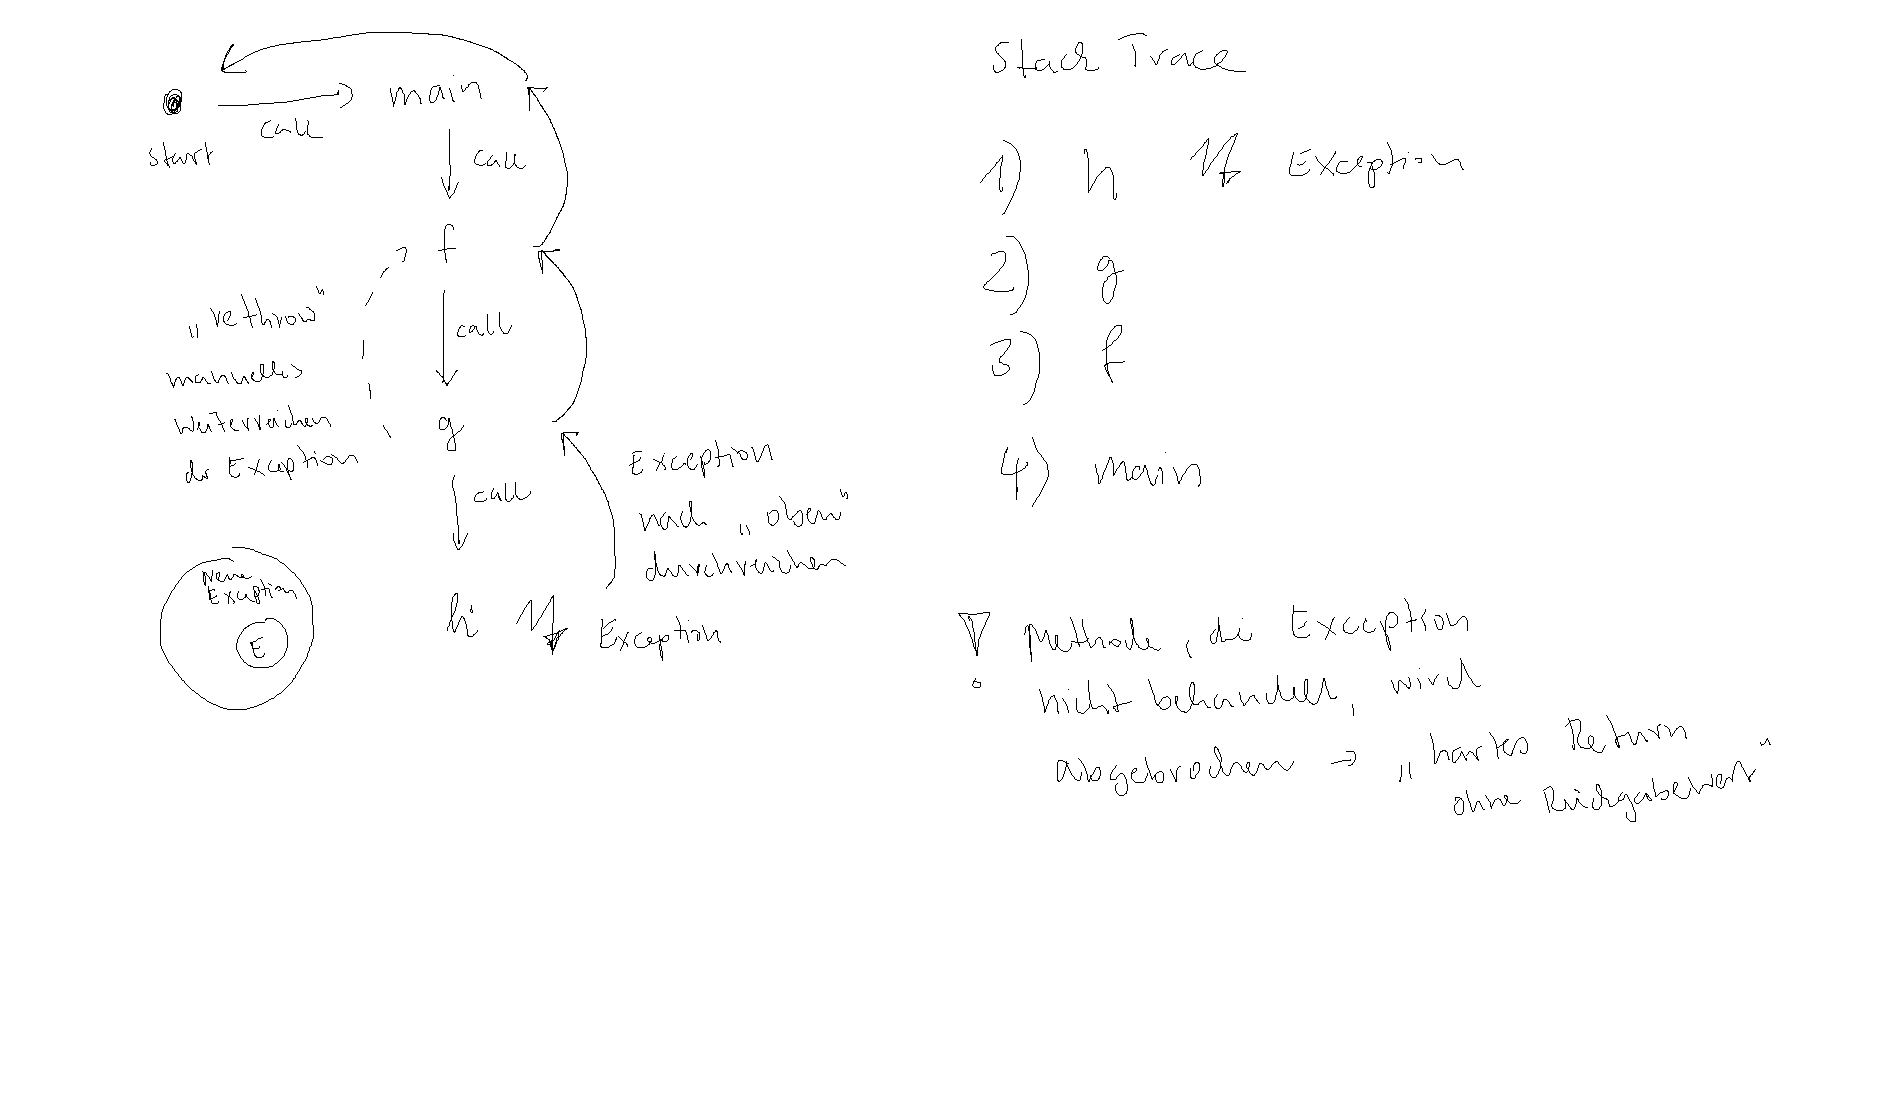 start
call
main
call
f
„rethrow"
manuelles
Weiterreichen
der Exception
call
g
call
Exception
nach „oben"
durchreichen
h
Exception
Neue
Exception
E
Stack Trace
1) h Exception
2) g
3) f
4) main
! Methode, die Exception
nicht behandelt, wird
abgebrochen → „hartes Return
ohne Rückgabewert"